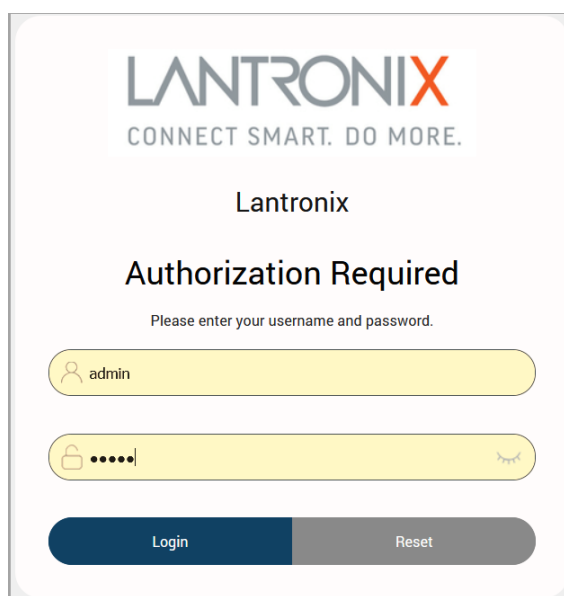 LANTRONIX
CONNECT SMART. DO MORE.
Lantronix
Authorization Required
Please enter your username and password.
admin
•••••
Login Reset